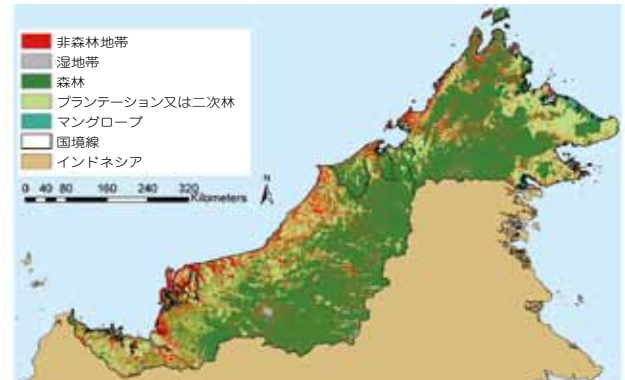 非森林地帯
湿地帯
森林
プランテーション又は二次林
マングローブ
国境線
インドネシア
0 40 80 160 240 320 Kilometers
N